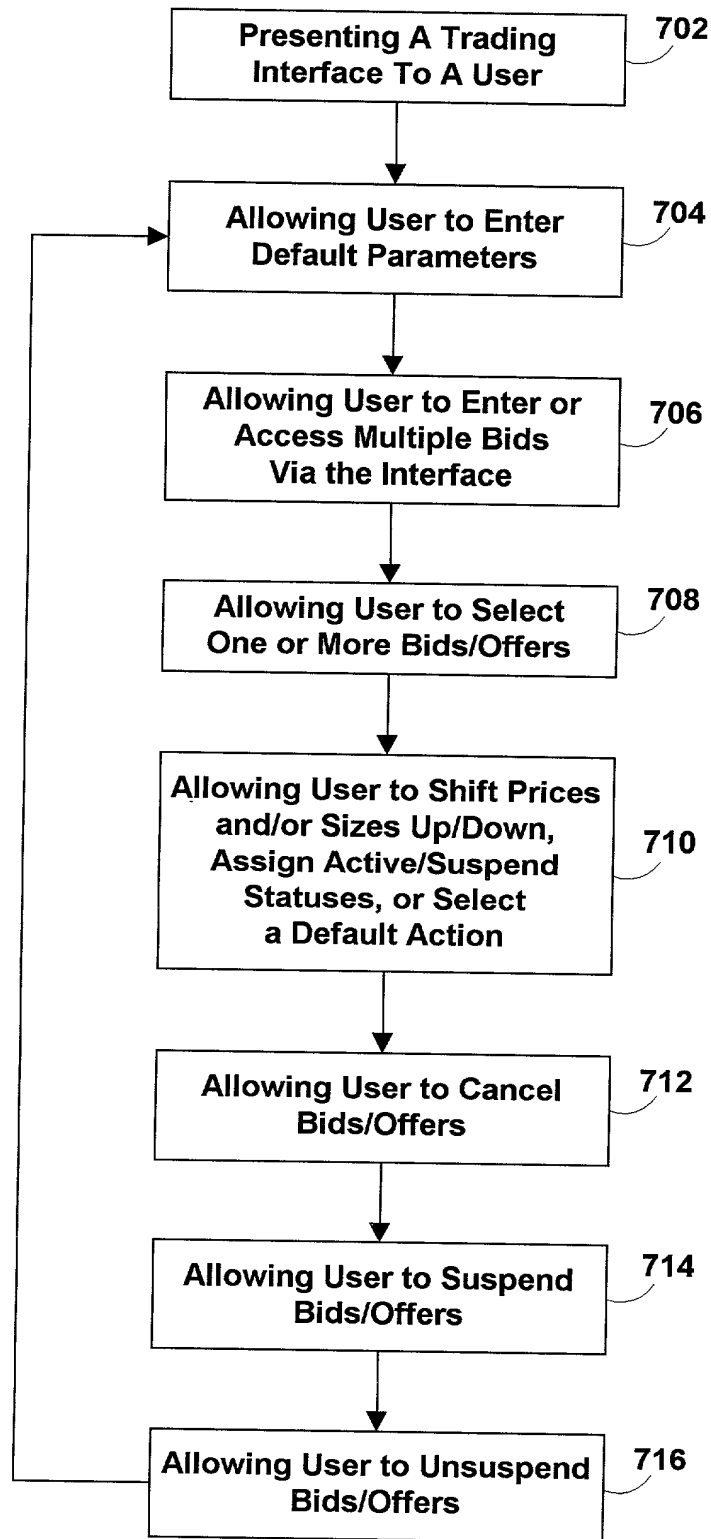 Presenting A Trading
Interface To A User
702
Allowing User to Enter
Default Parameters
704
Allowing User to Enter or
Access Multiple Bids
Via the Interface
706
Allowing User to Select
One or More Bids/Offers
708
Allowing User to Shift Prices
and/or Sizes Up/Down,
Assign Active/Suspend
Statuses, or Select
a Default Action
710
Allowing User to Cancel
Bids/Offers
712
Allowing User to Suspend
Bids/Offers
714
Allowing User to Unsuspend
Bids/Offers
716